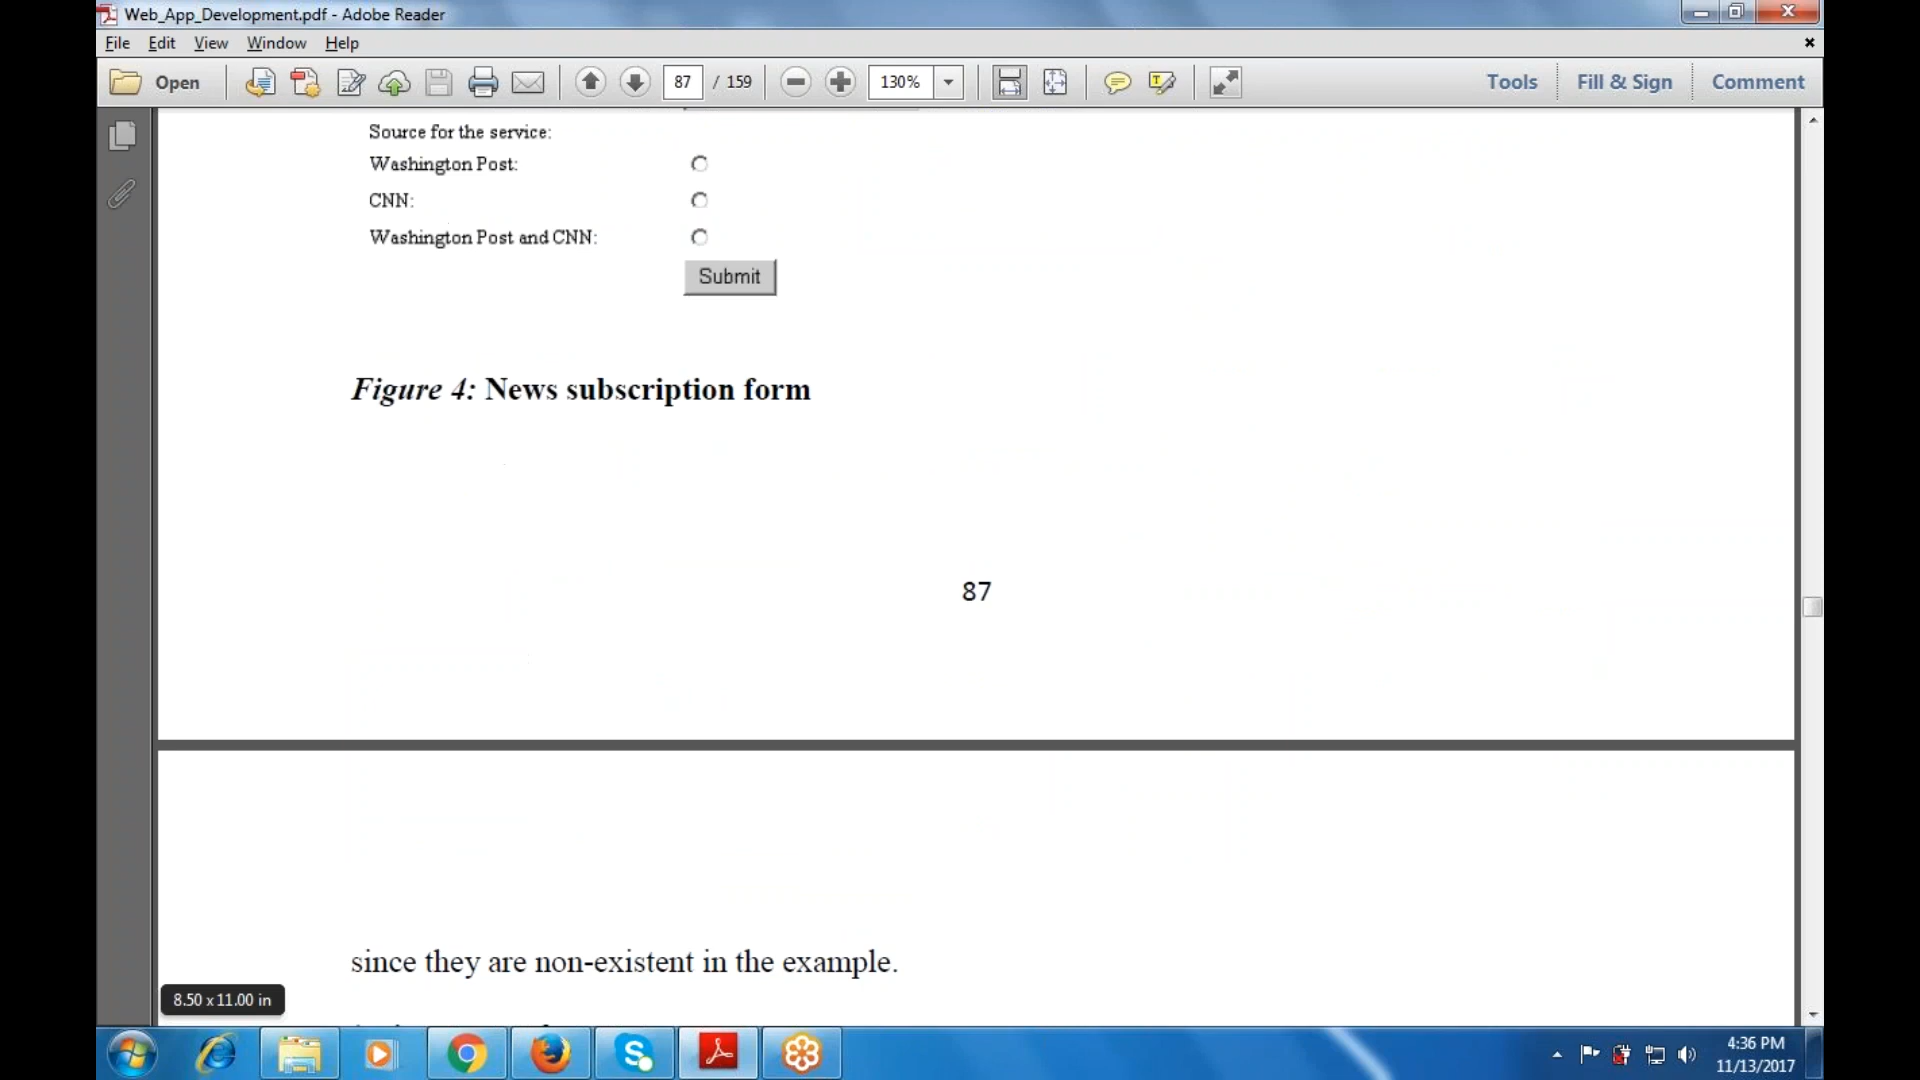 Web_App_Development.pdf - Adobe Reader
File Edit View Window Help
Open 87 / 159 130% Tools Fill & Sign Comment
Source for the service:
Washington Post:
CNN:
Washington Post and CNN:
Submit
Figure 4: News subscription form
87
since they are non-existent in the example.
8.50 x 11.00 in
4:36 PM
11/13/2017